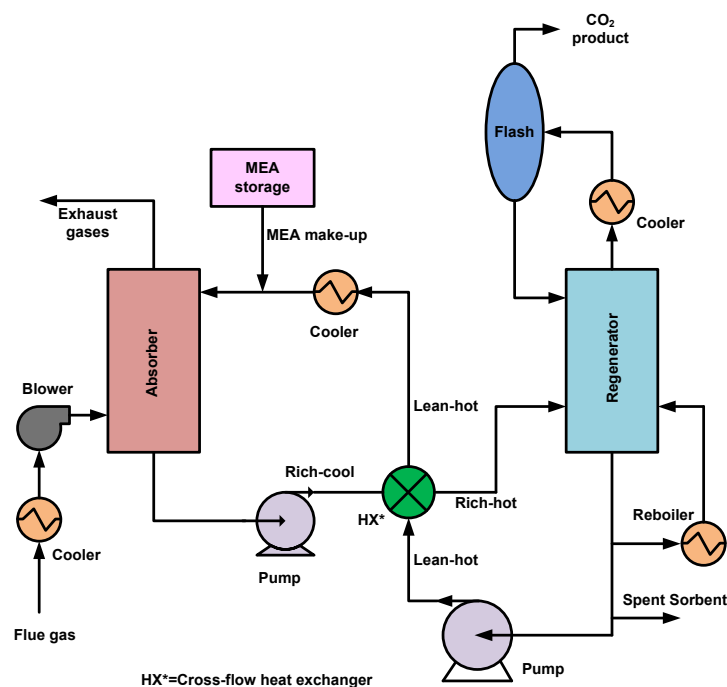 CO₂
product
Flash
MEA
storage
Exhaust
gases
MEA make-up
Cooler
Cooler
Absorber
Regenerator
Blower
Lean-hot
Rich-cool
Rich-hot
HX*
Reboiler
Cooler
Lean-hot
Pump
Spent Sorbent
Flue gas
Pump
HX*=Cross-flow heat exchanger